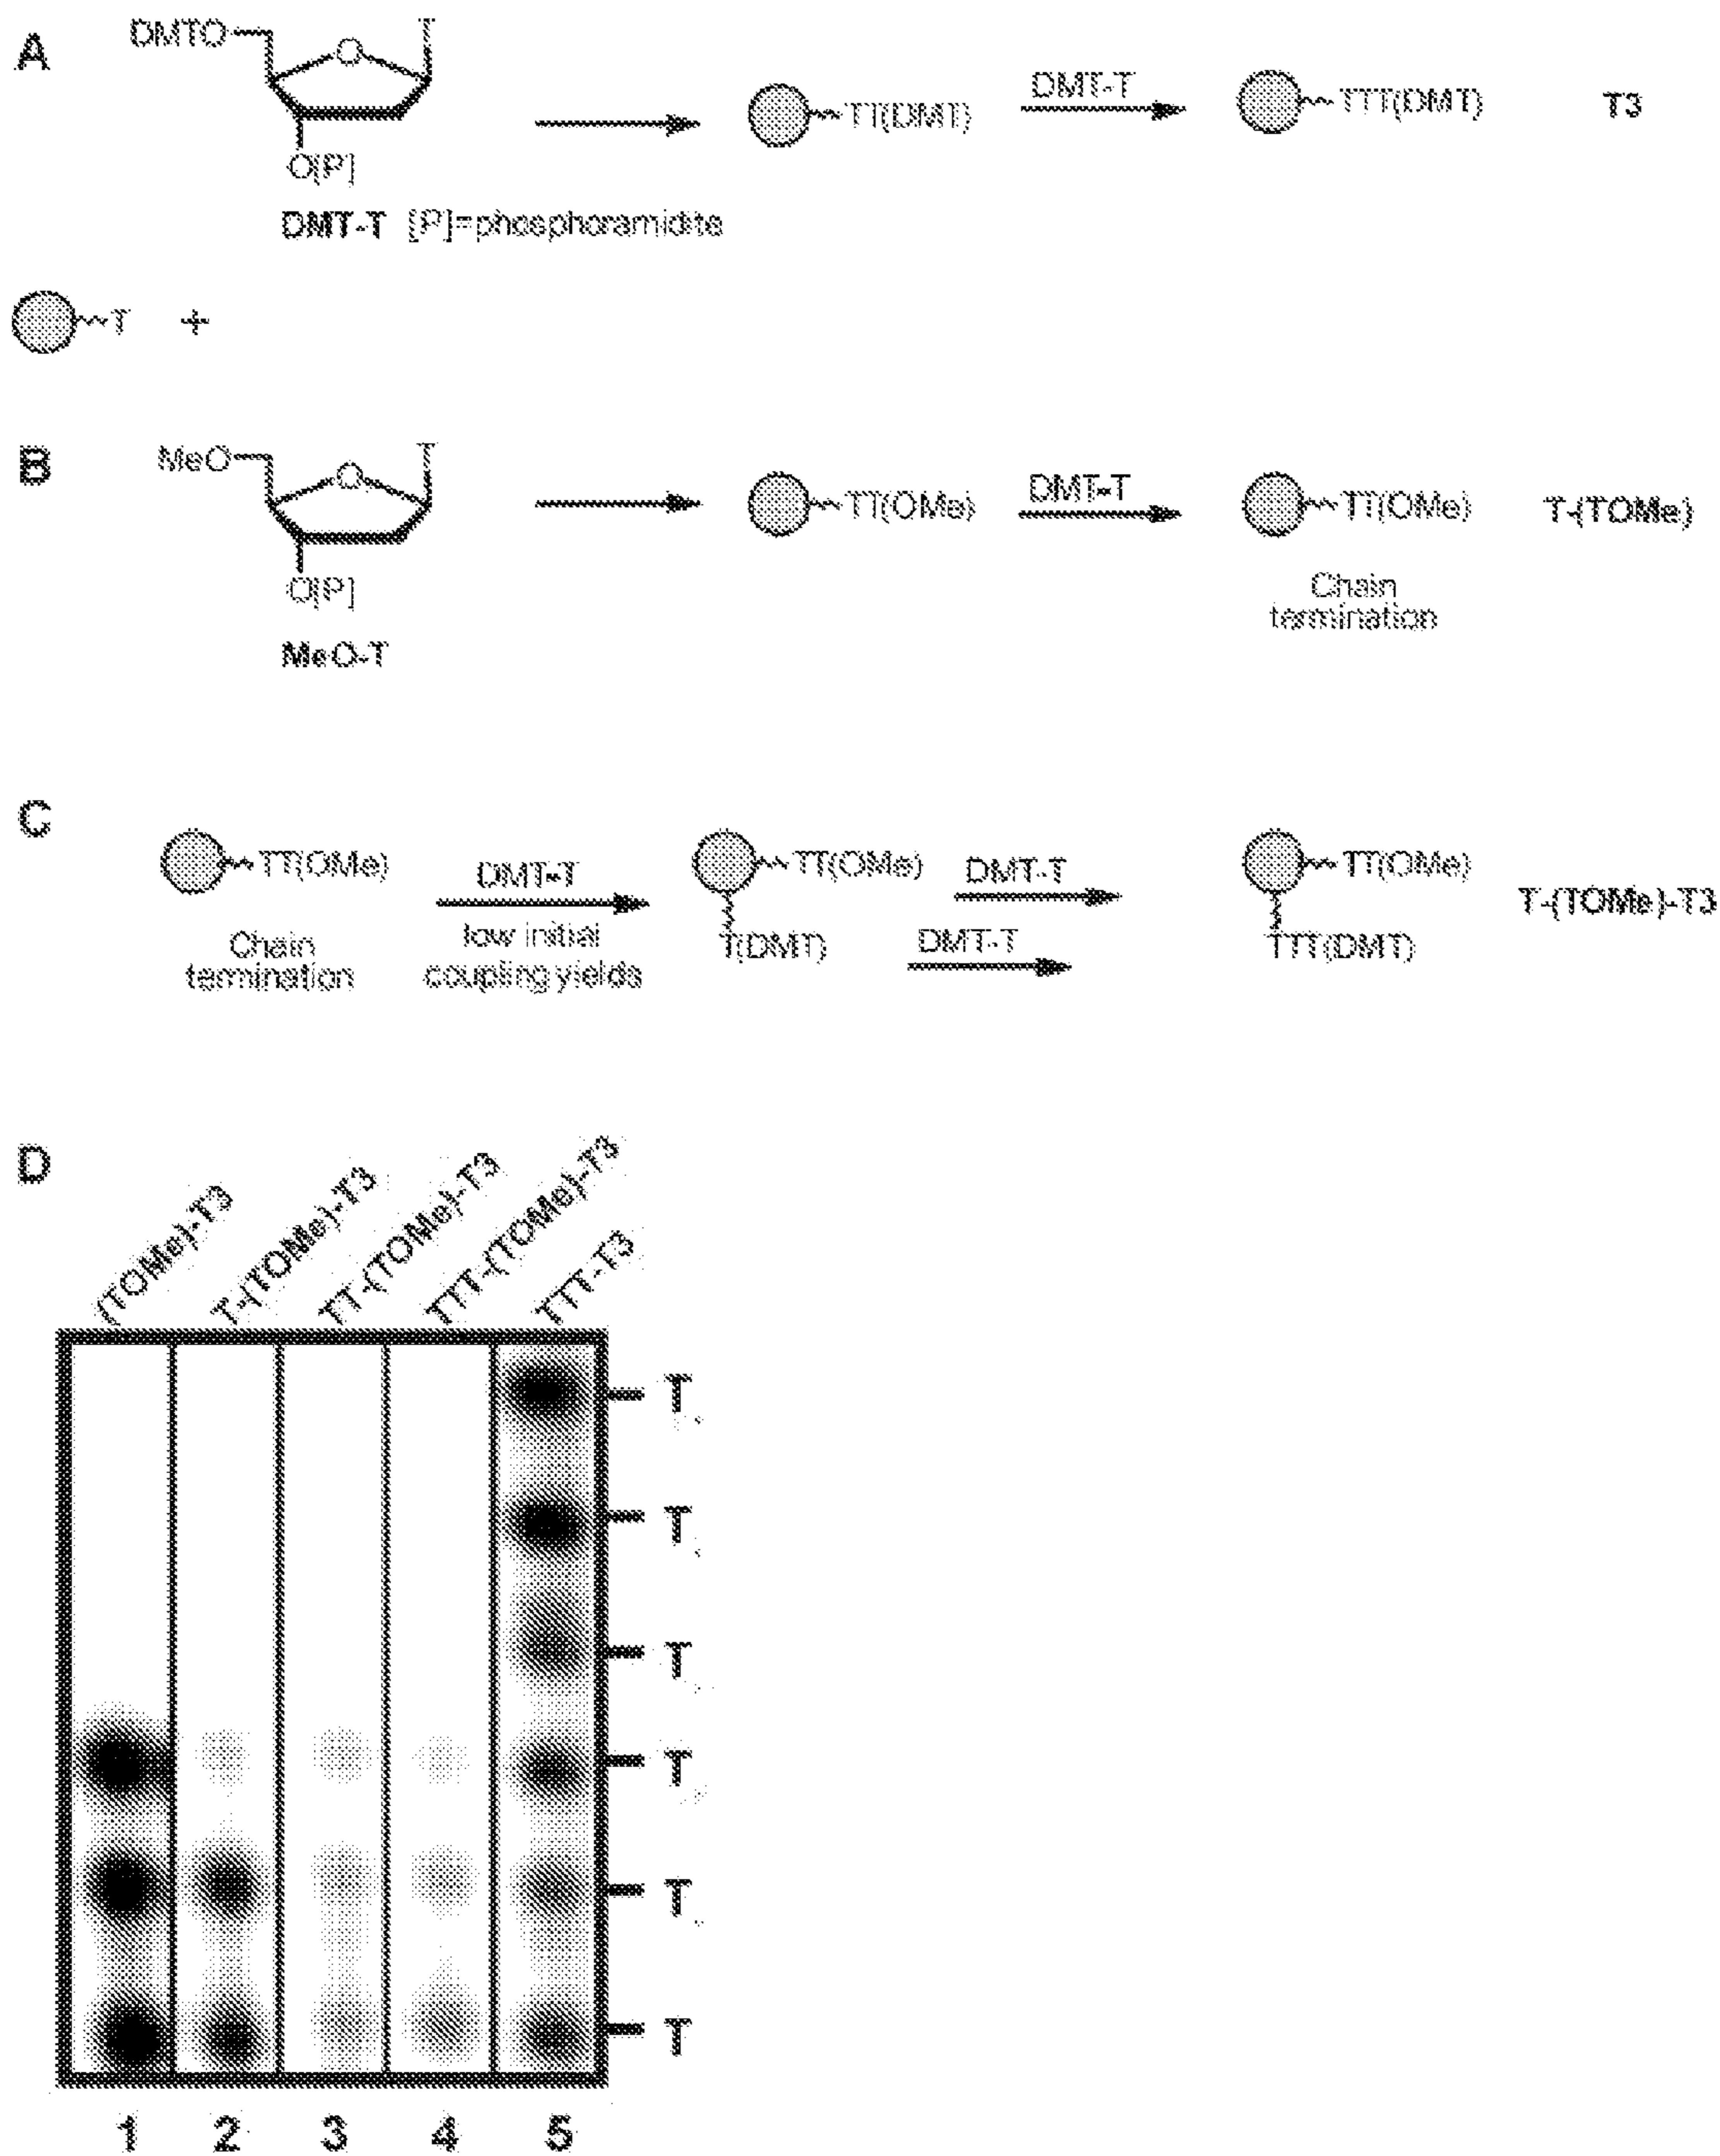 A
DMTO
T
O
O[P]
DMT-T [P]=phosphoramidite
TT(DMT)
DMT-T
TTT(DMT)
T3
T +
B
MeO
T
O
O[P]
MeO-T
TT(OMe)
DMT-T
TT(OMe)
T-(TOMe)
Chain
termination
C
TT(OMe)
Chain
termination
DMT-T
low initial
coupling yields
TT(OMe)
T(DMT)
DMT-T
DMT-T
TT(OMe)
TTT(DMT)
T-(TOMe)-T3
D
(TOMe)-T3
T-(TOMe)-T3
TT-(TOMe)-T3
TTT-(TOMe)-T3
TTT-T3
T
T
T
T
T
T
1 2 3 4 5